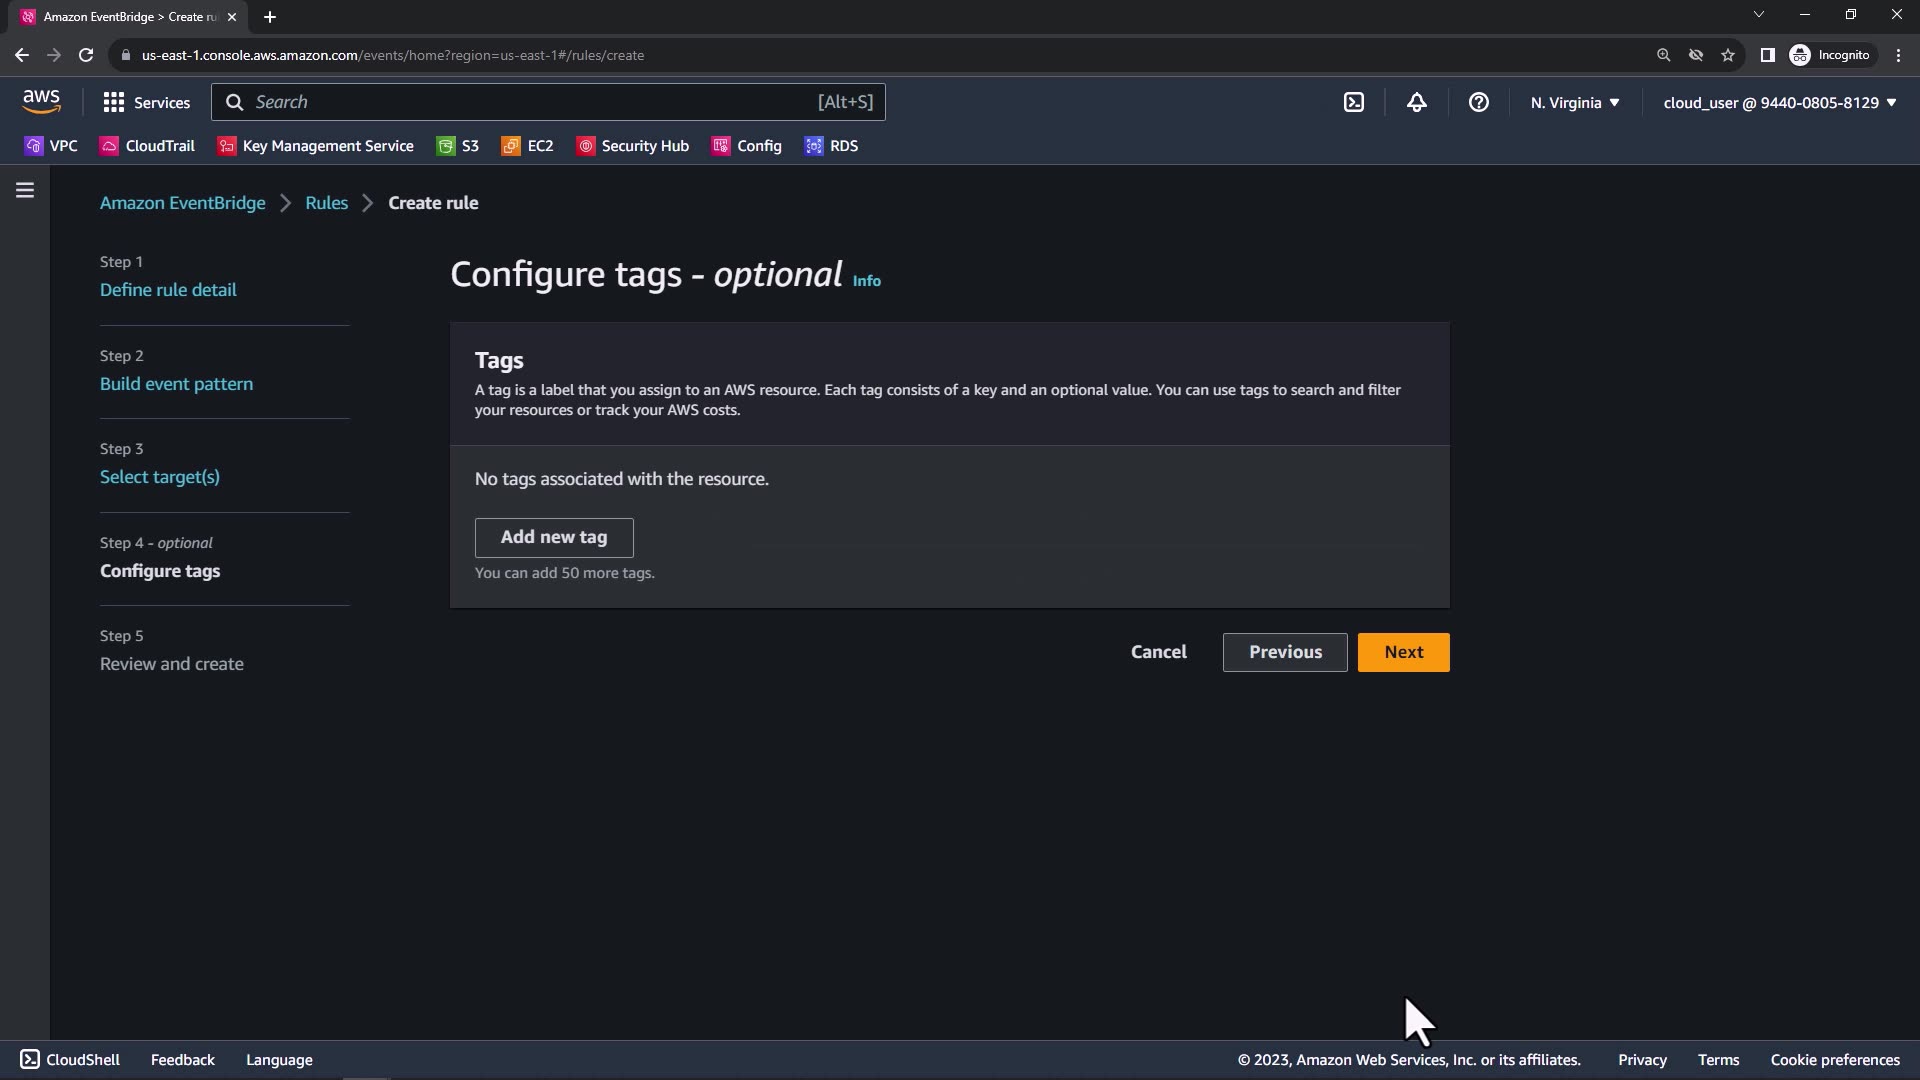 Amazon EventBridge > Create ru
us-east-1.console.aws.amazon.com/events/home?region=us-east-1#/rules/create
Incognito
aws
Services
Search
[Alt+S]
N. Virginia
cloud_user @ 9440-0805-8129
VPC
CloudTrail
Key Management Service
S3
EC2
Security Hub
Config
RDS
Amazon EventBridge
Rules
Create rule
Step 1
Define rule detail
Step 2
Build event pattern
Step 3
Select target(s)
Step 4 - optional
Configure tags
Step 5
Review and create
Configure tags - optional Info
Tags
A tag is a label that you assign to an AWS resource. Each tag consists of a key and an optional value. You can use tags to search and filter
your resources or track your AWS costs.
No tags associated with the resource.
Add new tag
You can add 50 more tags.
Cancel
Previous
Next
CloudShell
Feedback
Language
© 2023, Amazon Web Services, Inc. or its affiliates.
Privacy
Terms
Cookie preferences